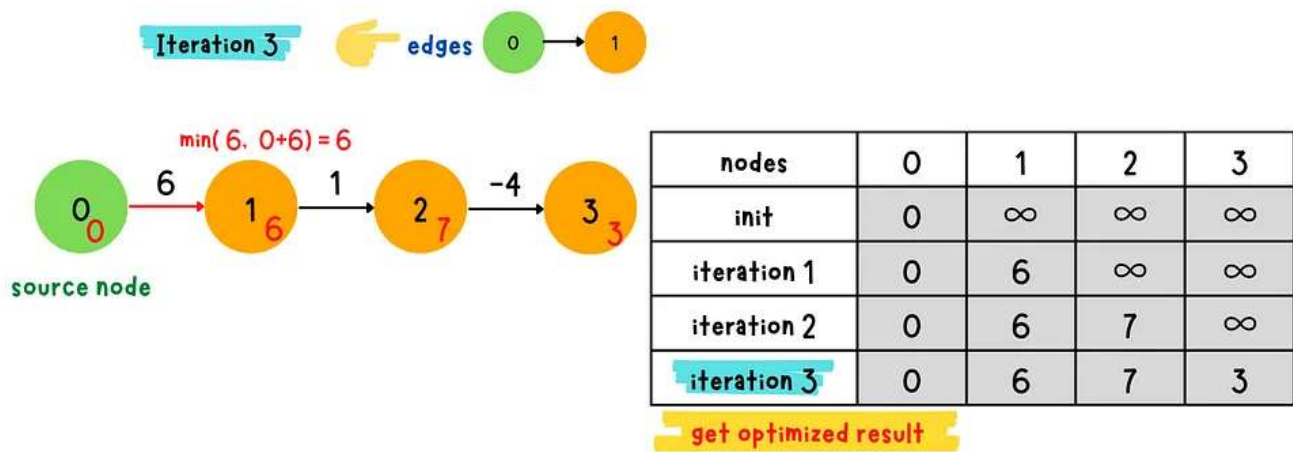 Iteration 3 edges 0 1
min( 6, 0+6) = 6
6 1 -4
0 0 1 6 2 7 3 3
source node
nodes 0 1 2 3
init 0 ∞ ∞ ∞
iteration 1 0 6 ∞ ∞
iteration 2 0 6 7 ∞
iteration 3 0 6 7 3
get optimized result